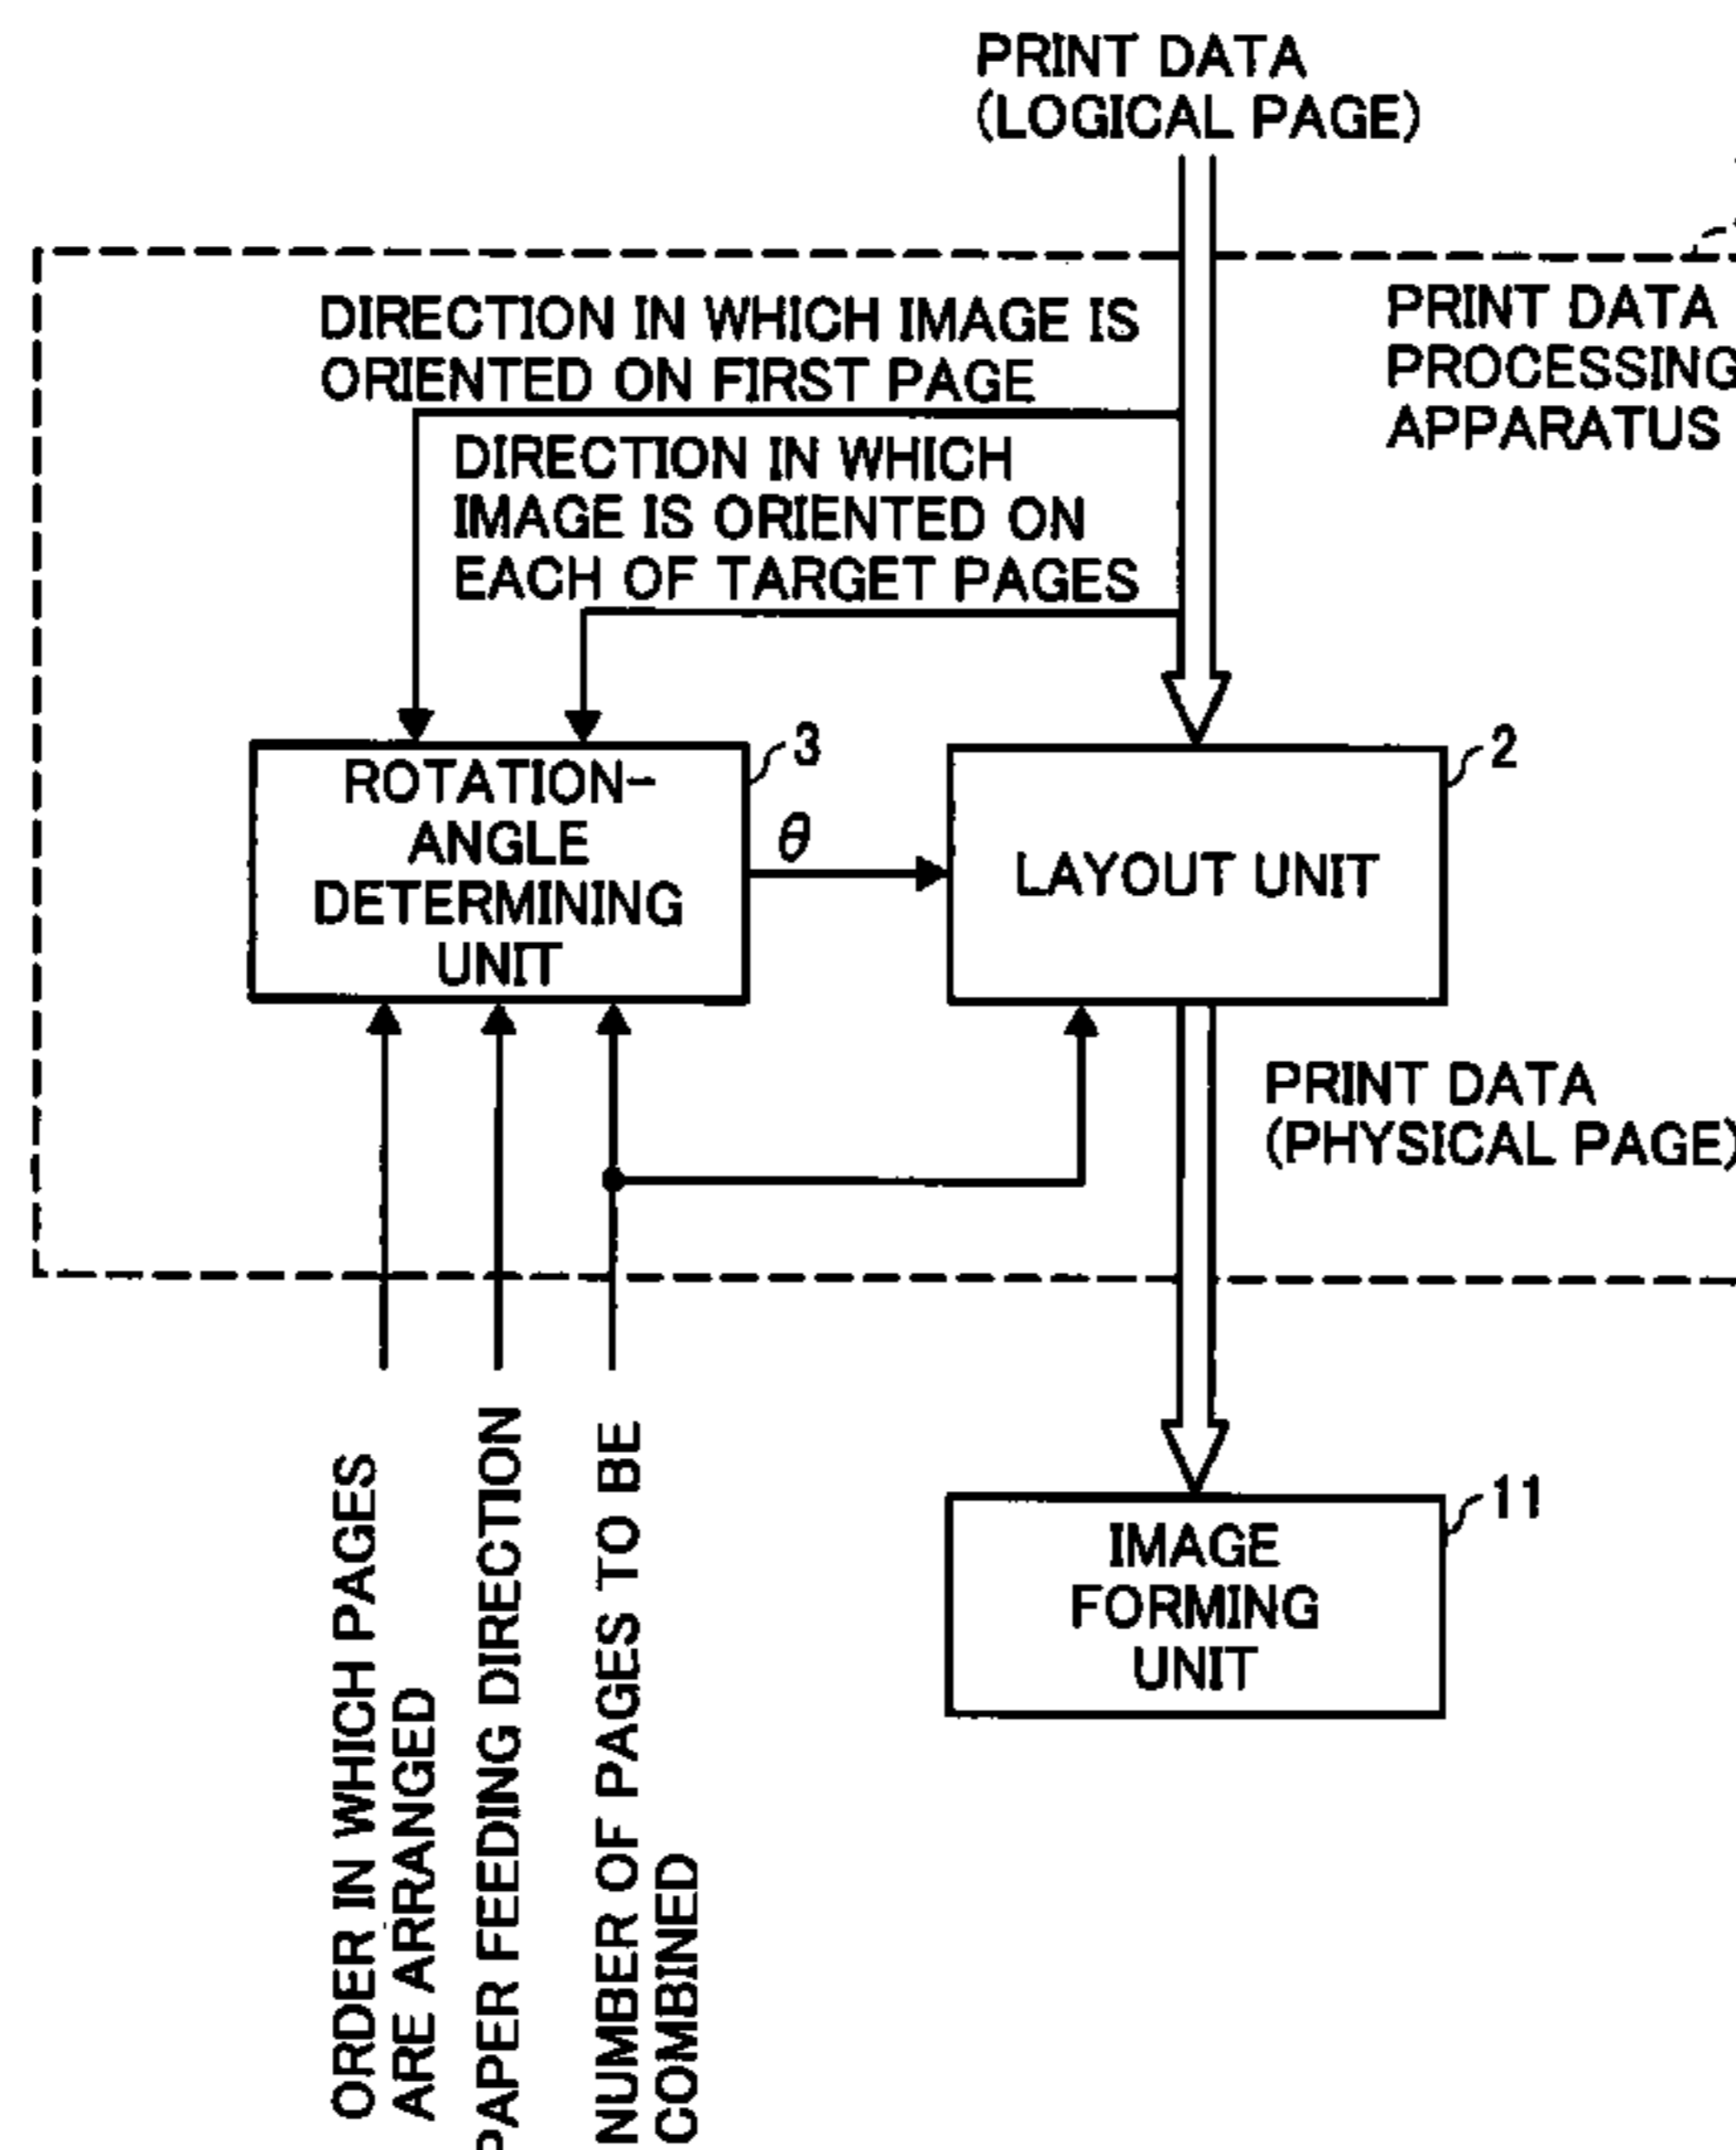 PRINT DATA
(LOGICAL PAGE)
DIRECTION IN WHICH IMAGE IS
ORIENTED ON FIRST PAGE
PRINT DATA
PROCESSING
APPARATUS
DIRECTION IN WHICH
IMAGE IS ORIENTED ON
EACH OF TARGET PAGES
3
ROTATION-
ANGLE
DETERMINING
UNIT
θ
2
LAYOUT UNIT
PRINT DATA
(PHYSICAL PAGE)
11
IMAGE
FORMING
UNIT
ORDER IN WHICH PAGES
ARE ARRANGED
PAPER FEEDING DIRECTION
NUMBER OF PAGES TO BE
COMBINED